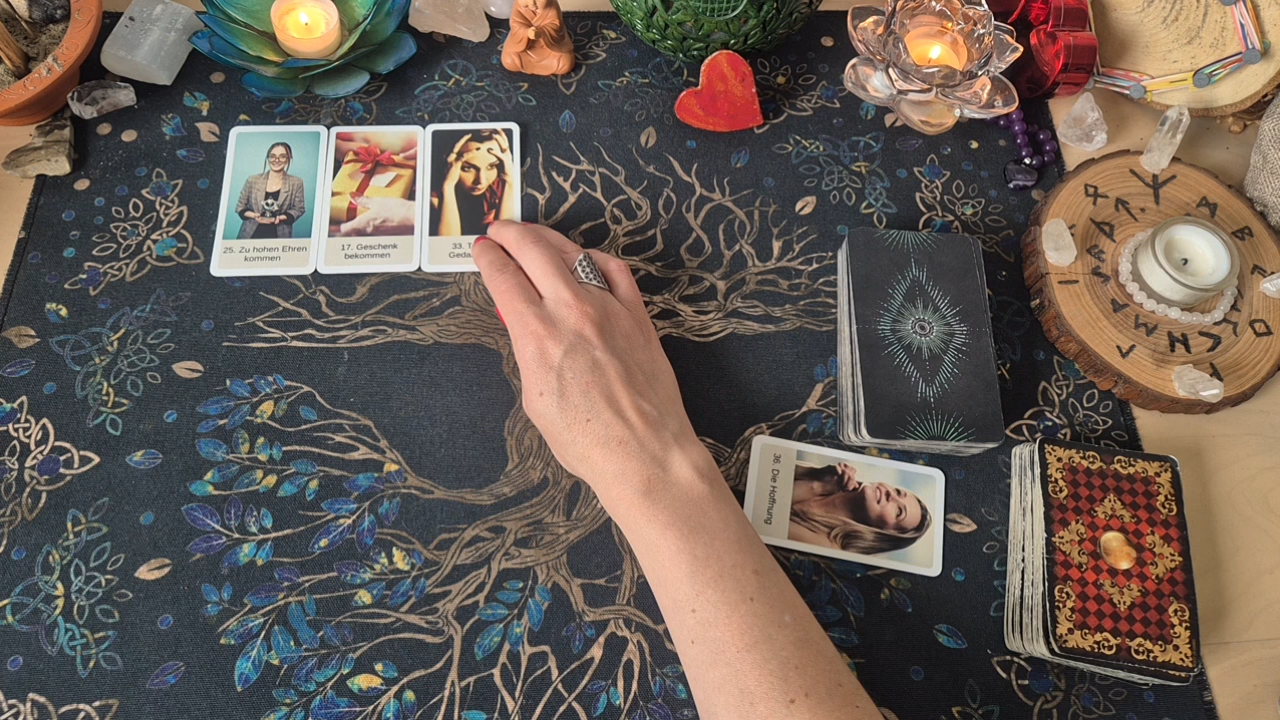 25. Zu hohen Ehren
kommen
17. Geschenk
bekommen
33.
36. Die Hoffnung